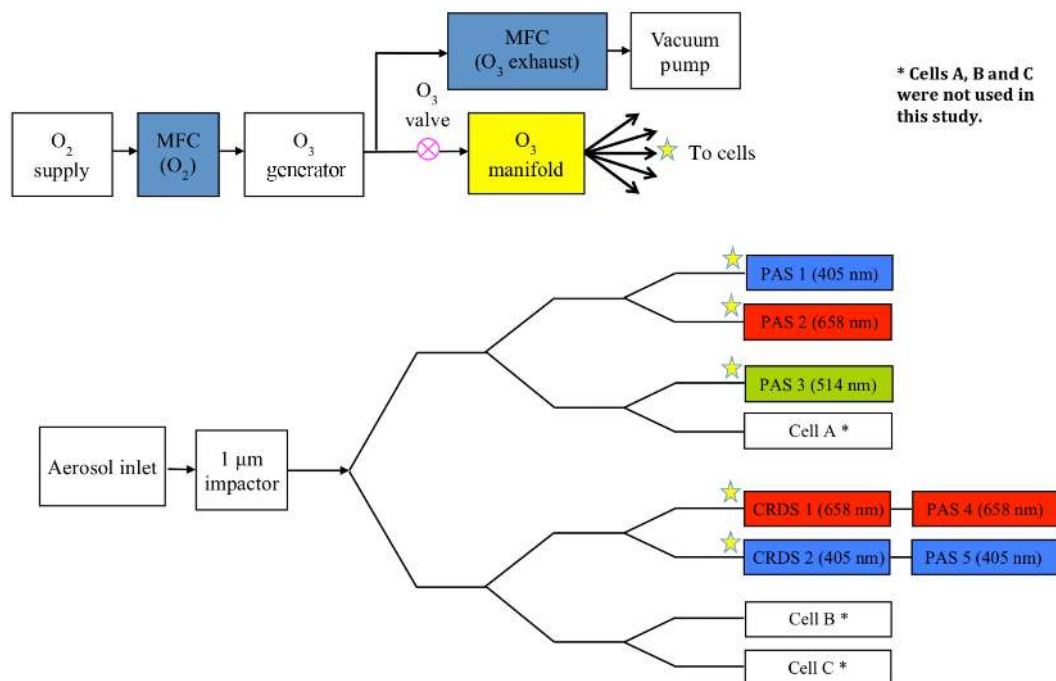 MFC
(O₃ exhaust)
Vacuum
pump
* Cells A, B and C
were not used in
this study.
O₃
valve
O₂
supply
MFC
(O₂)
O₃
generator
O₃
manifold
To cells
PAS 1 (405 nm)
PAS 2 (658 nm)
PAS 3 (514 nm)
Cell A *
Aerosol inlet
1 μm
impactor
CRDS 1 (658 nm)
PAS 4 (658 nm)
CRDS 2 (405 nm)
PAS 5 (405 nm)
Cell B *
Cell C *